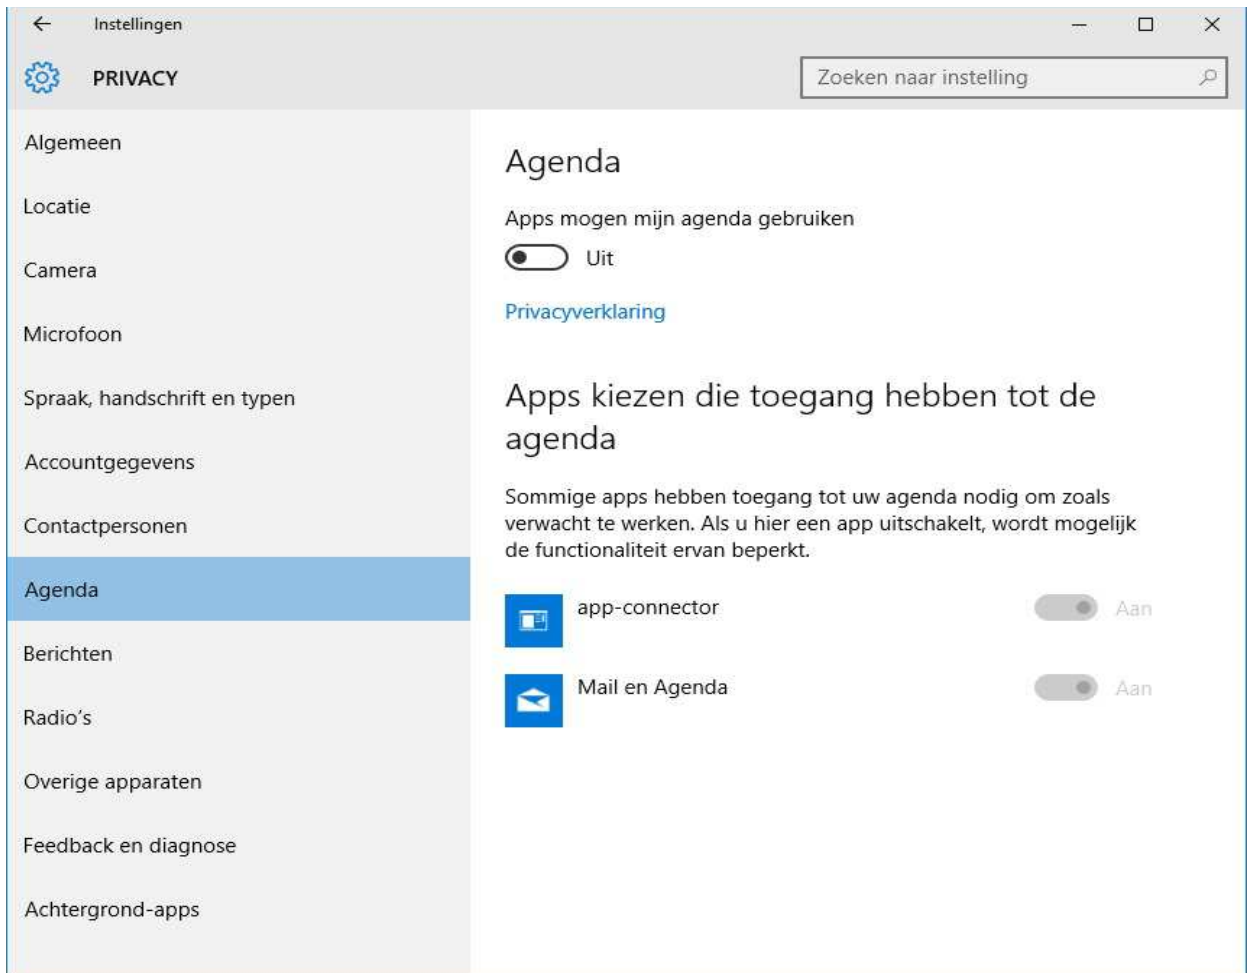 Instellingen
PRIVACY
Zoeken naar instelling
Algemeen
Locatie
Camera
Microfoon
Spraak, handschrift en typen
Accountgegevens
Contactpersonen
Agenda
Berichten
Radio's
Overige apparaten
Feedback en diagnose
Achtergrond-apps
Agenda
Apps mogen mijn agenda gebruiken
Uit
Privacyverklaring
Apps kiezen die toegang hebben tot de
agenda
Sommige apps hebben toegang tot uw agenda nodig om zoals
verwacht te werken. Als u hier een app uitschakelt, wordt mogelijk
de functionaliteit ervan beperkt.
app-connector Aan
Mail en Agenda Aan